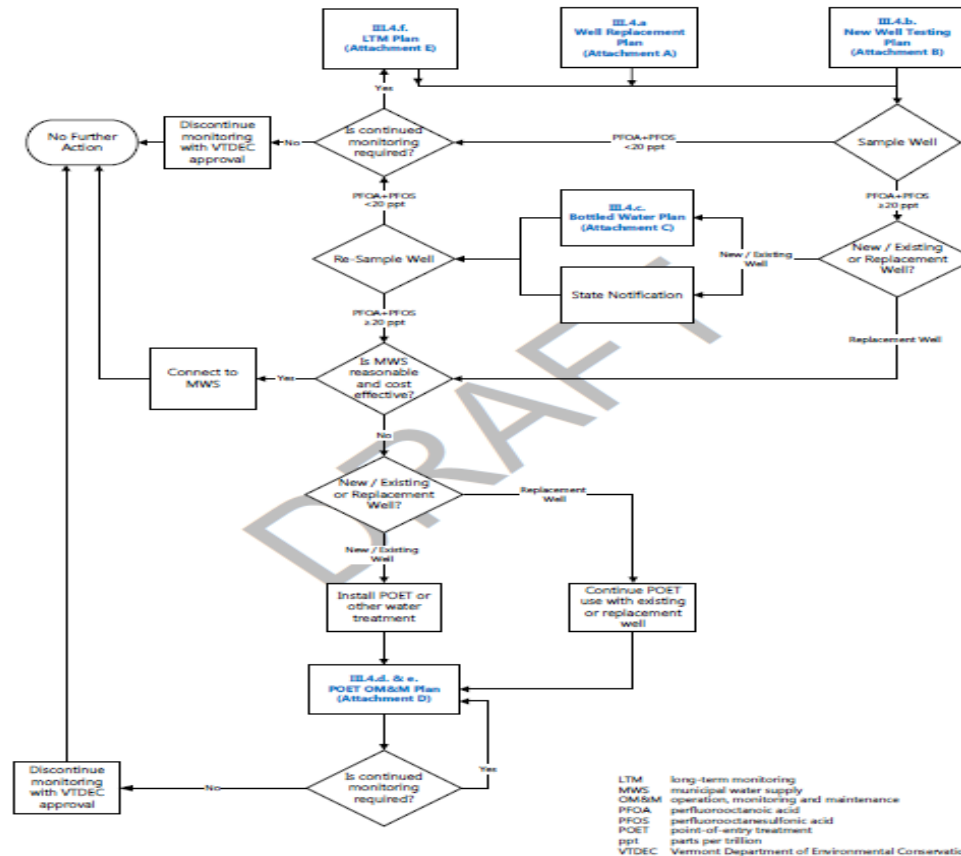 III.4.f.
LTM Plan
(Attachment E)
III.4.a
Well Replacement
Plan
(Attachment A)
III.4.b.
New Well Testing
Plan
(Attachment B)
Yes
No Further
Action
Discontinue
monitoring
with VTDEC
approval
No
Is continued
monitoring
required?
PFOA+PFOS
<20 ppt
Sample Well
PFOA+PFOS
<20 ppt
PFOA+PFOS
≥20 ppt
III.4.c.
Bottled Water Plan
(Attachment C)
Re-Sample Well
New / Existing
Well
New / Existing
or Replacement
Well?
State Notification
PFOA+PFOS
≥20 ppt
Replacement Well
Connect to
MWS
Yes
Is MWS
reasonable
and cost
effective?
No
DRAFT
New / Existing
or Replacement
Well?
Replacement
Well
New / Existing
Well
Install POET or
other water
treatment
Continue POET
use with existing
or replacement
well
III.4.d. & e.
POET OM&M Plan
(Attachment D)
Yes
Discontinue
monitoring
with VTDEC
approval
No
Is continued
monitoring
required?
LTM long-term monitoring
MWS municipal water supply
OM&M operation, monitoring and maintenance
PFOA perfluorooctanoic acid
PFOS perfluorooctanesulfonic acid
POET point-of-entry treatment
ppt parts per trillion
VTDEC Vermont Department of Environmental Conservatio